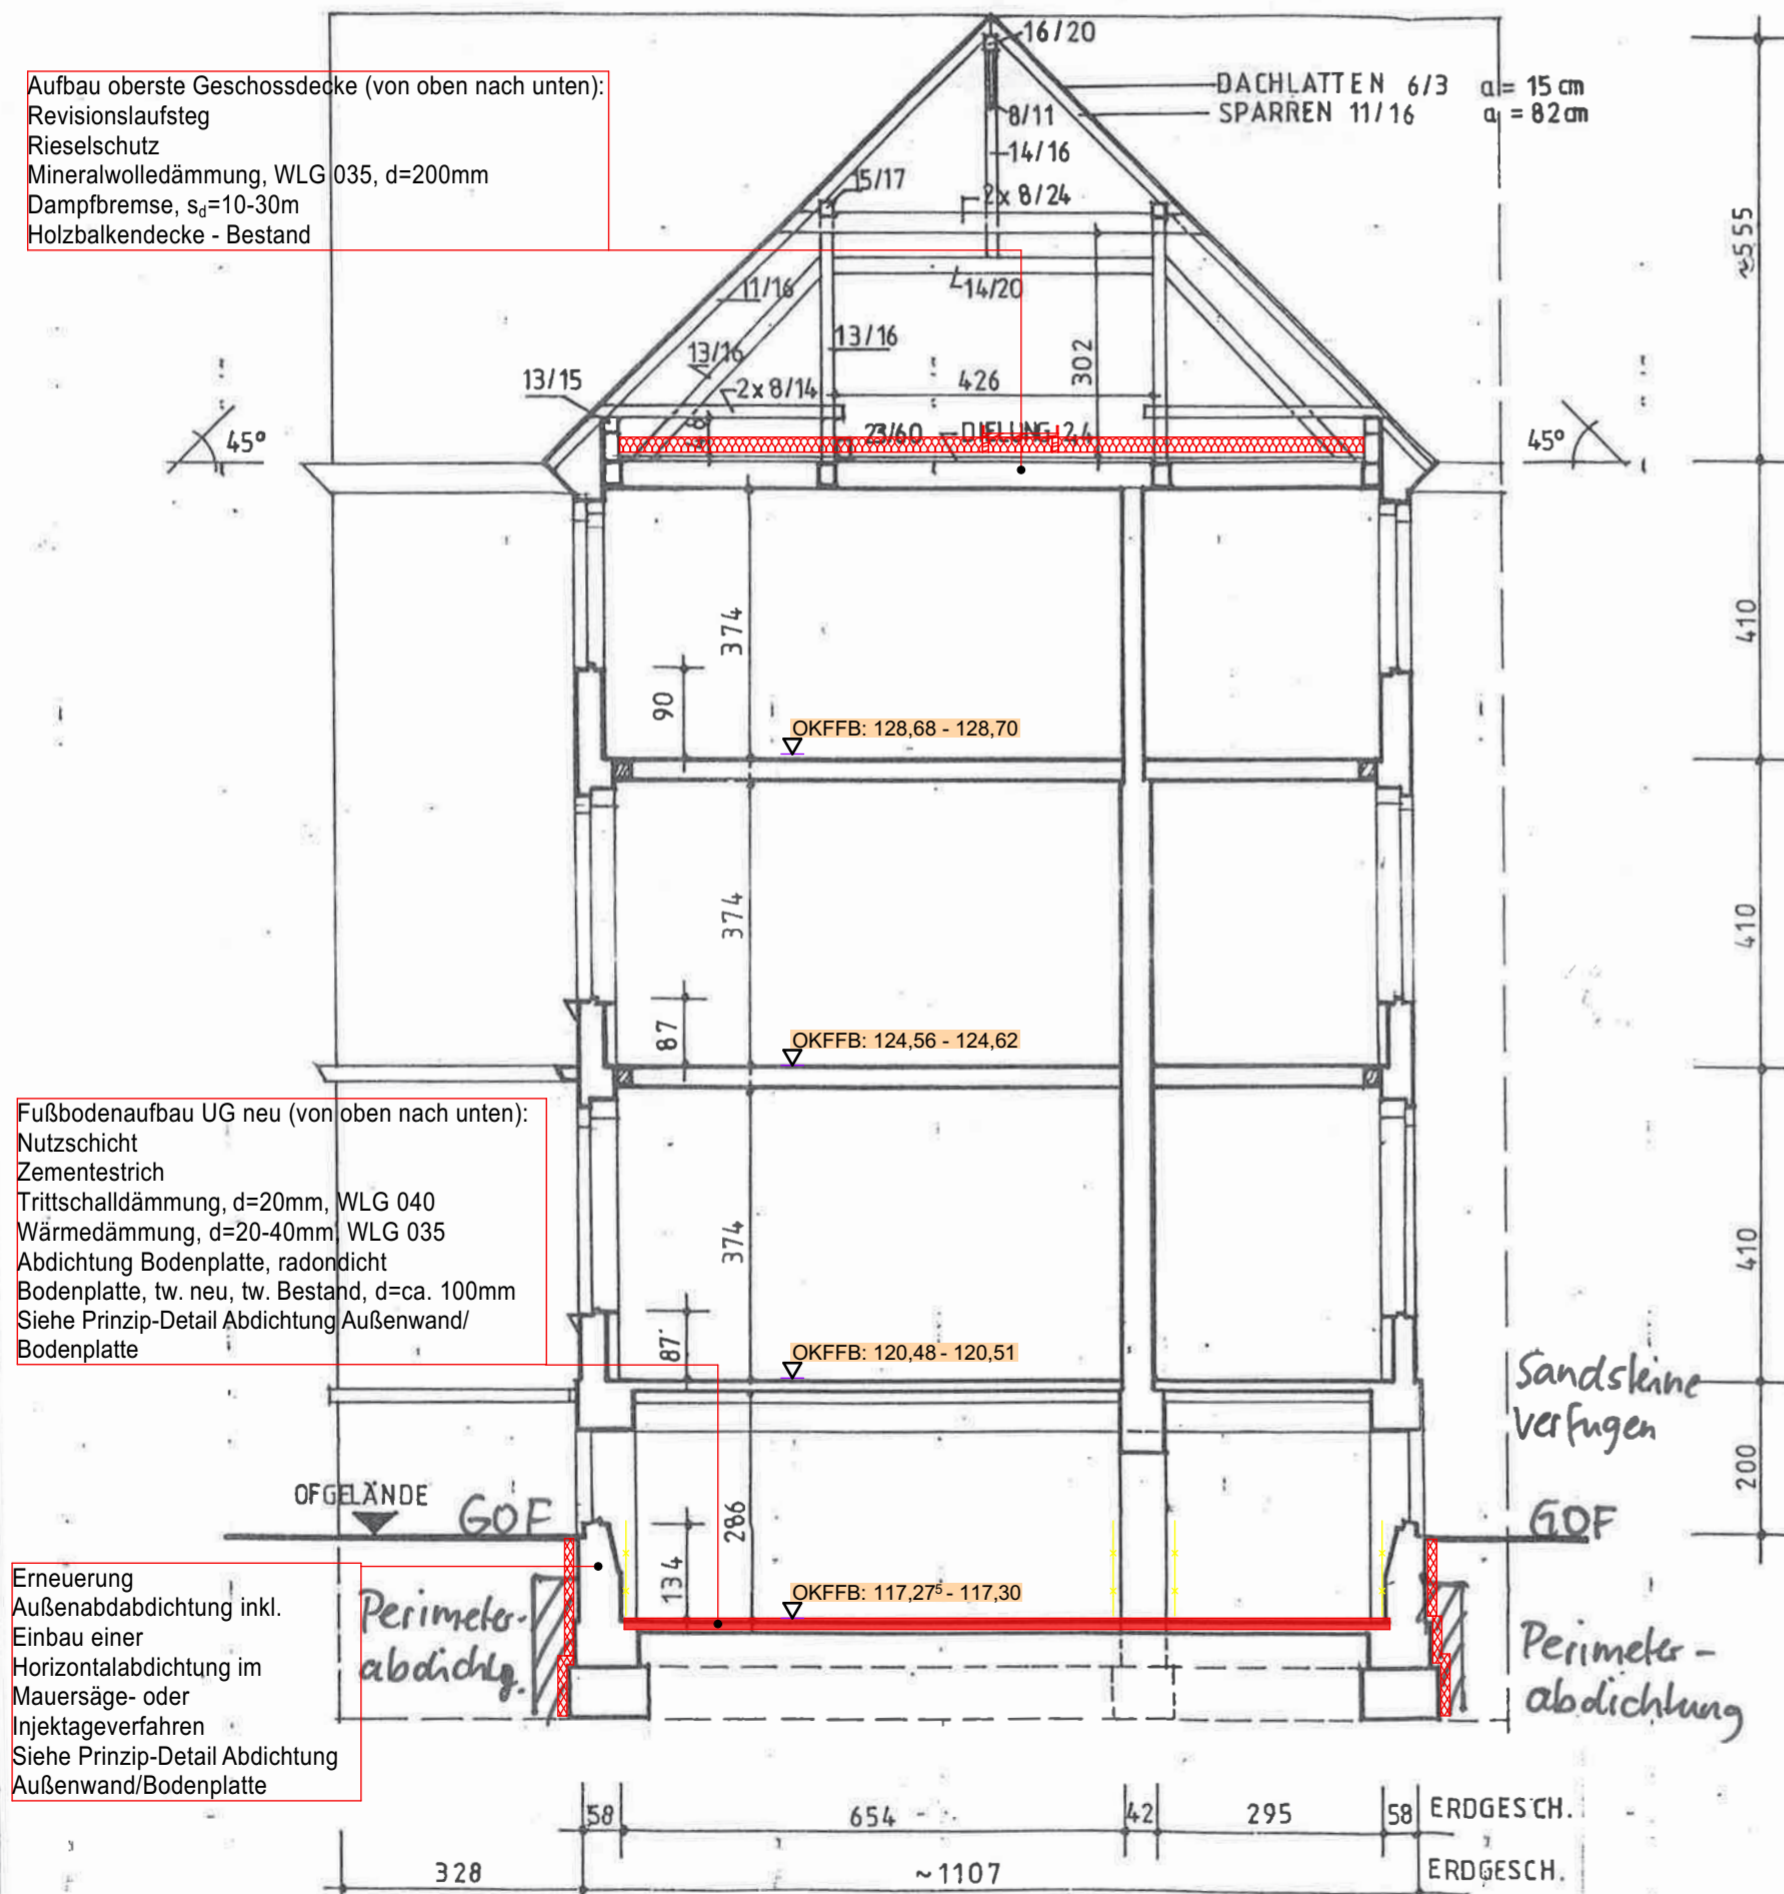 16/20
Aufbau oberste Geschossdecke (von oben nach unten):
Revisionslaufsteg
Rieselschutz
Mineralwolledämmung, WLG 035, d=200mm
Dampfbremse, sd=10-30m
Holzbalkendecke - Bestand
DACHLATTEN 6/3 a = 15 cm
SPARREN 11/16 a = 82 cm
8/11
14/16
15/17
2x 8/24
~555
11/16
14/20
13/16
13/16
302
13/15
2x 8/14
426
45°
23/60 DIELUNG 2,4
45°
374
410
90
OKFFB: 128,68 - 128,70
374
410
87
OKFFB: 124,56 - 124,62
Fußbodenaufbau UG neu (von oben nach unten):
Nutzschicht
Zementestrich
Trittschalldämmung, d=20mm, WLG 040
Wärmedämmung, d=20-40mm, WLG 035
Abdichtung Bodenplatte, radondicht
Bodenplatte, tw. neu, tw. Bestand, d=ca. 100mm
Siehe Prinzip-Detail Abdichtung Außenwand/
Bodenplatte
374
410
87
OKFFB: 120,48 - 120,51
Sandsteine
verfugen
200
OFGELÄNDE
GOF
GOF
286
134
Erneuerung
Außenabdabdichtung inkl.
Einbau einer
Horizontalabdichtung im
Mauersäge- oder
Injektageverfahren
Siehe Prinzip-Detail Abdichtung
Außenwand/Bodenplatte
Perimeter-
abdichtg.
OKFFB: 117,27⁵ - 117,30
Perimeter-
abdichtung
58 654 42 295 58 ERDGESCH.
328 ~1107 ERDGESCH.